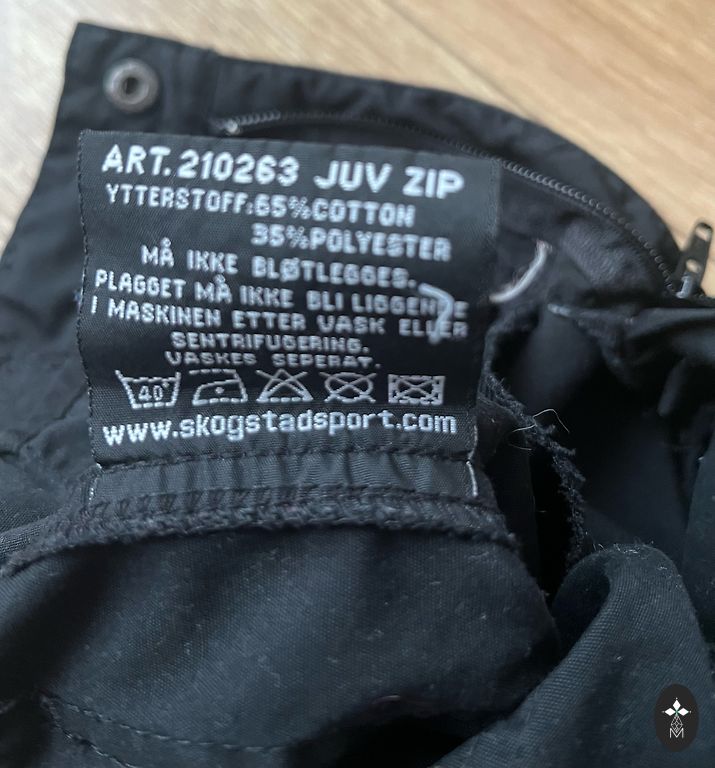 ART. 210263 JUV ZIP
YTTERSTOFF:65%COTTON
35%POLYESTER
MÅ IKKE BLØTLEGGES.
PLAGGET MÅ IKKE BLI LIGGENDE
I MASKINEN ETTER VASK ELLER
SENTRIFUGERING.
VASKES SEPERAT.
40
www.skogstadsport.com